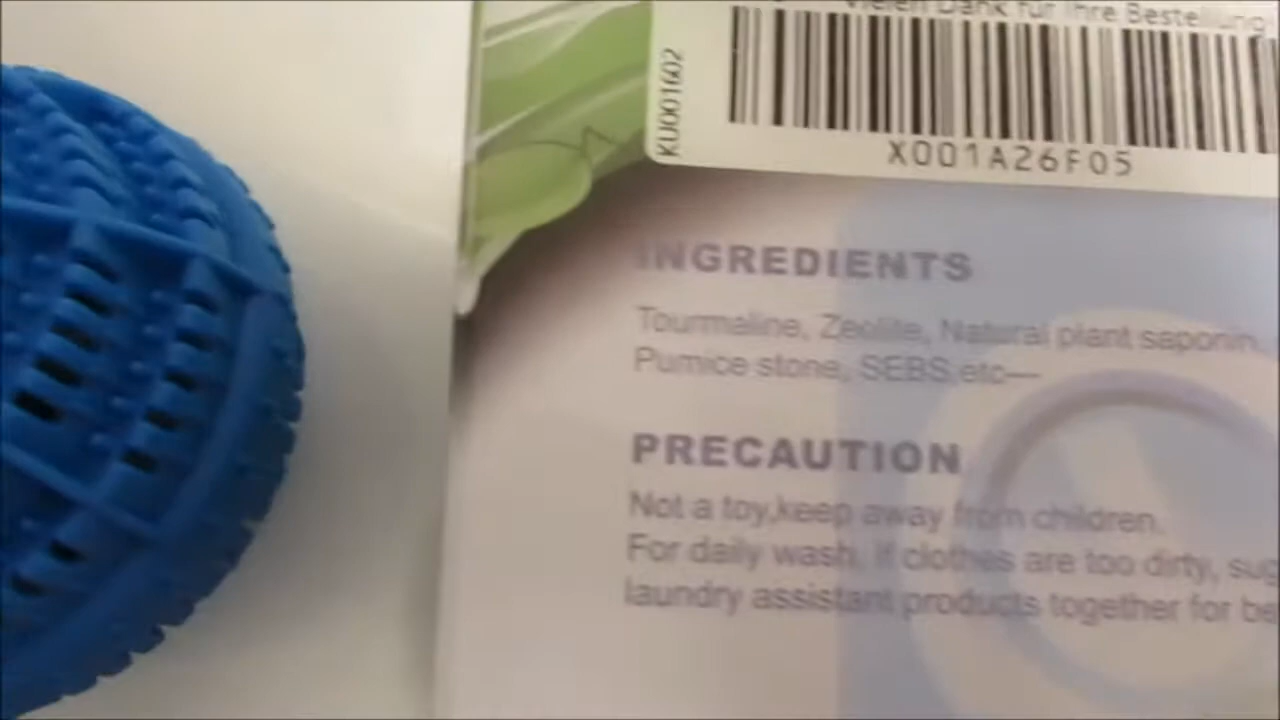 Vielen Dank für Ihre Bestellung
KU001602
X001A26F05
INGREDIENTS
Tourmaline, Zeolite, Natural plant saponin,
Pumice stone, SEBS,etc—
PRECAUTION
Not a toy,keep away from children.
For daily wash, if clothes are too dirty,
laundry assistant products together for